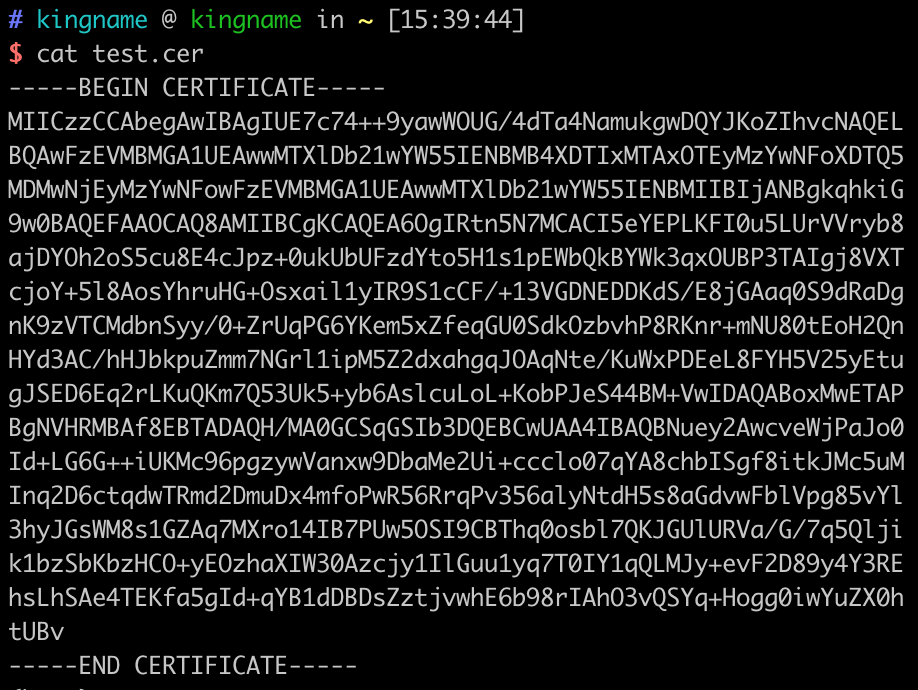 # kingname @ kingname in ~ [15:39:44]
$ cat test.cer
-----BEGIN CERTIFICATE-----
MIICzzCCAbegAwIBAgIUE7c74++9yawWOUG/4dTa4NamukgwDQYJKoZIhvcNAQEL
BQAwFzEVMBMGA1UEAwwMTXlDb21wYW55IENBMB4XDTIxMTAxOTEyMzYwNFoXDTQ5
MDMwNjEyMzYwNFowFzEVMBMGA1UEAwwMTXlDb21wYW55IENBMIIBIjANBgkqhkiG
9w0BAQEFAAOCAQ8AMIIBCgKCAQEA6OgIRtn5N7MCACI5eYEPLKFI0u5LUrVVryb8
ajDYOh2oS5cu8E4cJpz+0ukUbUFzdYto5H1s1pEWbQkBYWk3qxOUBP3TAIgj8VXT
cjoY+5l8AosYhruHG+Osxail1yIR9S1cCF/+13VGDNEDDKdS/E8jGAaq0S9dRaDg
nK9zVTCMdbnSyy/0+ZrUqPG6YKem5xZfeqGU0SdkOzbvhP8RKnr+mNU80tEoH2Qn
HYd3AC/hHJbkpuZmm7NGrl1ipM5Z2dxahgqJOAqNte/KuWxPDEeL8FYH5V25yEtu
gJSED6Eq2rLKuQKm7Q53Uk5+yb6AslcuLoL+KobPJeS44BM+VwIDAQABoxMwETAP
BgNVHRMBAf8EBTADAQH/MA0GCSqGSIb3DQEBCwUAA4IBAQBNuey2AwcveWjPaJo0
Id+LG6G++iUKMc96pgzywVanxw9DbaMe2Ui+ccclo07qYA8chbISgf8itkJMc5uM
Inq2D6ctqdwTRmd2DmuDx4mfoPwR56RrqPv356alyNtdH5s8aGdvwFblVpg85vYl
3hyJGsWM8s1GZAq7MXro14IB7PUw5OSI9CBThq0osbl7QKJGUlURVa/G/7q5Qlji
k1bzSbKbzHCO+yEOzhaXIW30Azcjy1IlGuu1yq7T0IY1qQLMJy+evF2D89y4Y3RE
hsLhSAe4TEKfa5gId+qYB1dDBDsZztjvwhE6b98rIAhO3vQSYq+Hogg0iwYuZX0h
tUBv
-----END CERTIFICATE-----